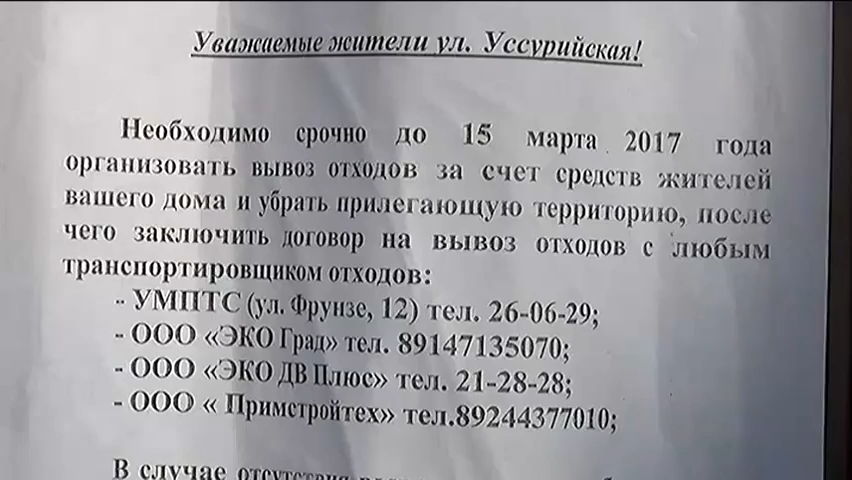 Уважаемые жители ул. Уссурийская!
Необходимо срочно до 15 марта 2017 года
организовать вывоз отходов за счет средств жителей
вашего дома и убрать прилегающую территорию, после
чего заключить договор на вывоз отходов с любым
транспортировщиком отходов:
- УМПТС (ул. Фрунзе, 12) тел. 26-06-29;
- ООО «ЭКО Град» тел. 89147135070;
- ООО «ЭКО ДВ Плюс» тел. 21-28-28;
- ООО « Примстройтех» тел.89244377010;
В случае отсутствия